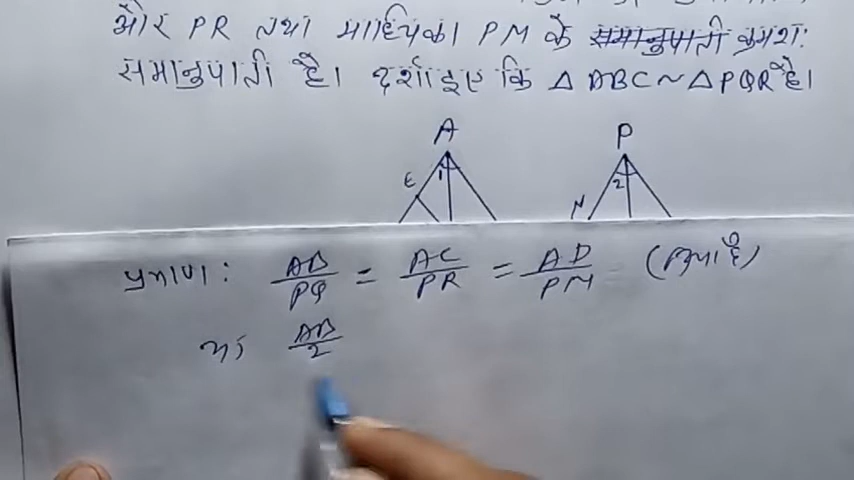 और PR तथा माध्यिका PM के समानुपाती क्रमशः
समानुपाती है। दर्शाइए कि △ ABC ~ △ PQR है।
A P
E 1 N 2
प्रमाण: AB/PQ = AC/PR = AD/PM (दिया है)
या AB/2